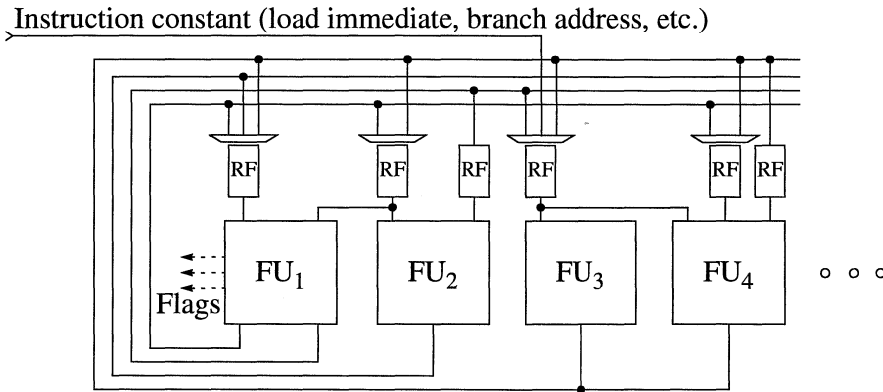 Instruction constant (load immediate, branch address, etc.)
RF RF RF RF RF RF
FU1 FU2 FU3 FU4
Flags